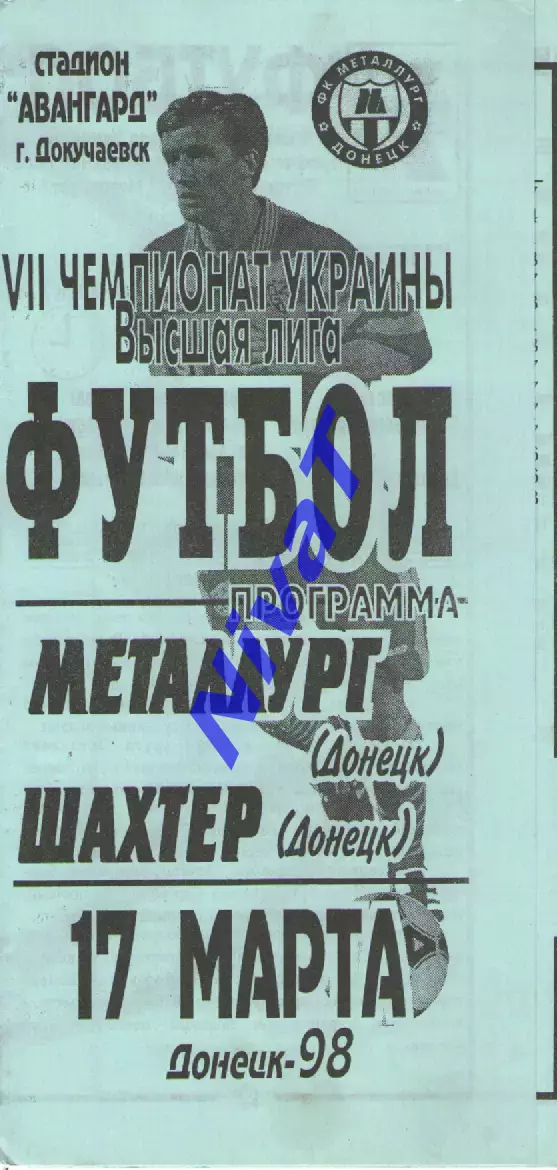 стадион
"АВАНГАРД"
г. Докучаевск
ФК МЕТАЛЛУРГ
ДОНЕЦК
VII ЧЕМПИОНАТ УКРАИНЫ
Высшая лига
ФУТБОЛ
ПРОГРАММА
МЕТАЛЛУРГ
(Донецк)
ШАХТЕР (Донецк)
17 МАРТА
Донецк-98
NivaT